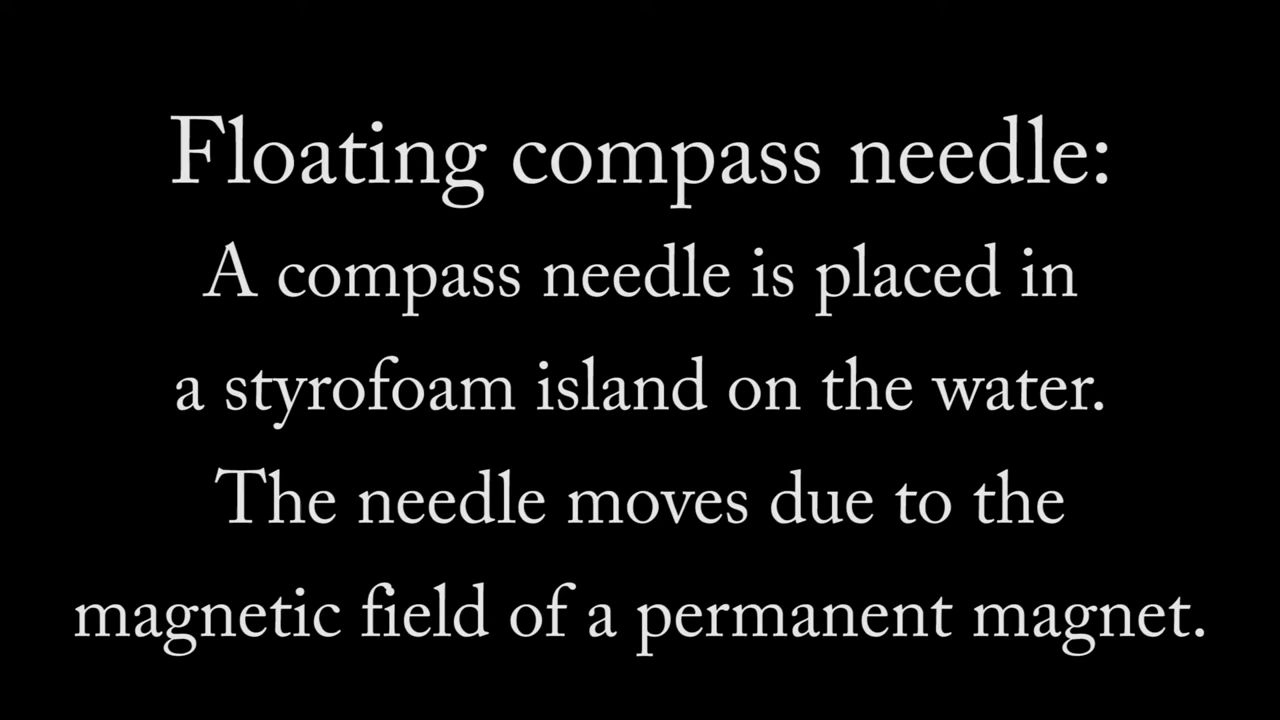 Floating compass needle:
A compass needle is placed in
a styrofoam island on the water.
The needle moves due to the
magnetic field of a permanent magnet.